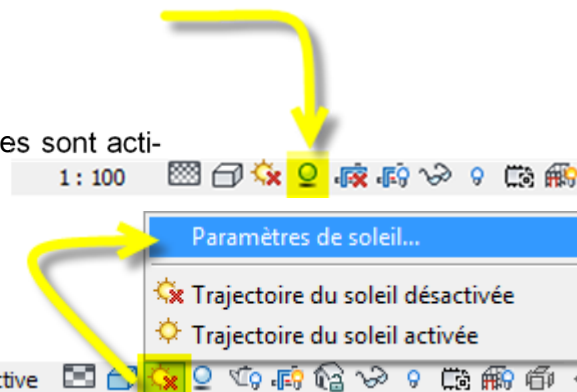 es sont acti-
1 : 100
Paramètres de soleil...
Trajectoire du soleil désactivée
Trajectoire du soleil activée
ctive